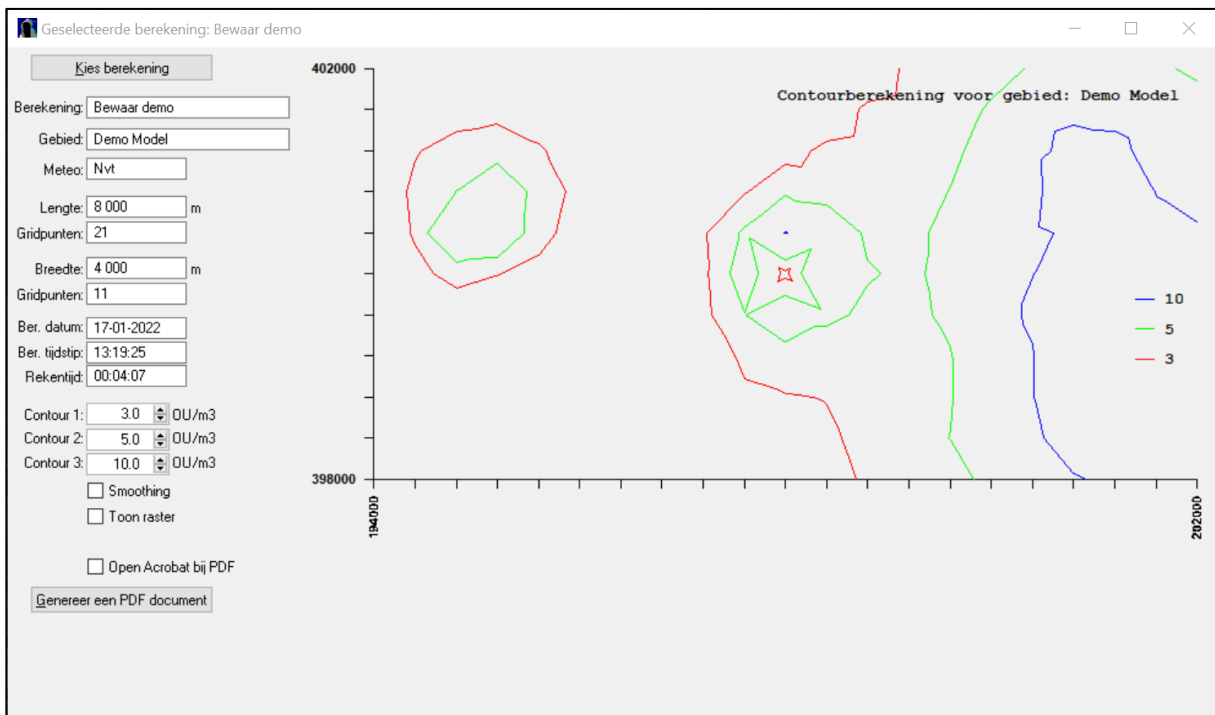 Geselecteerde berekening: Bewaar demo
Kies berekening
Berekening: Bewaar demo
Gebied: Demo Model
Meteo: Nvt
Lengte: 8 000 m
Gridpunten: 21
Breedte: 4 000 m
Gridpunten: 11
Ber. datum: 17-01-2022
Ber. tijdstip: 13:19:25
Rekentijd: 00:04:07
Contour 1: 3.0 OU/m3
Contour 2: 5.0 OU/m3
Contour 3: 10.0 OU/m3
Smoothing
Toon raster
Open Acrobat bij PDF
Genereer een PDF document
402000
Contourberekening voor gebied: Demo Model
10
5
3
398000
194000
202000